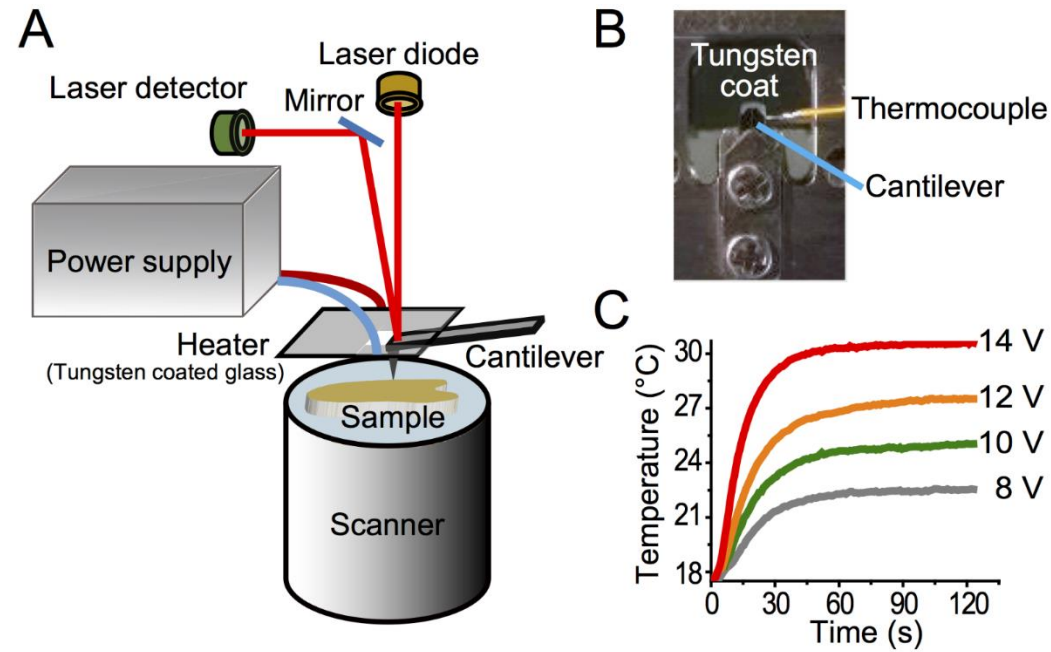 A
Laser diode
Laser detector
Mirror
Power supply
Heater
(Tungsten coated glass)
Cantilever
Sample
Scanner
B
Tungsten
coat
Thermocouple
Cantilever
C
Temperature (°C)
30
27
24
21
18
14 V
12 V
10 V
8 V
0 30 60 90 120
Time (s)